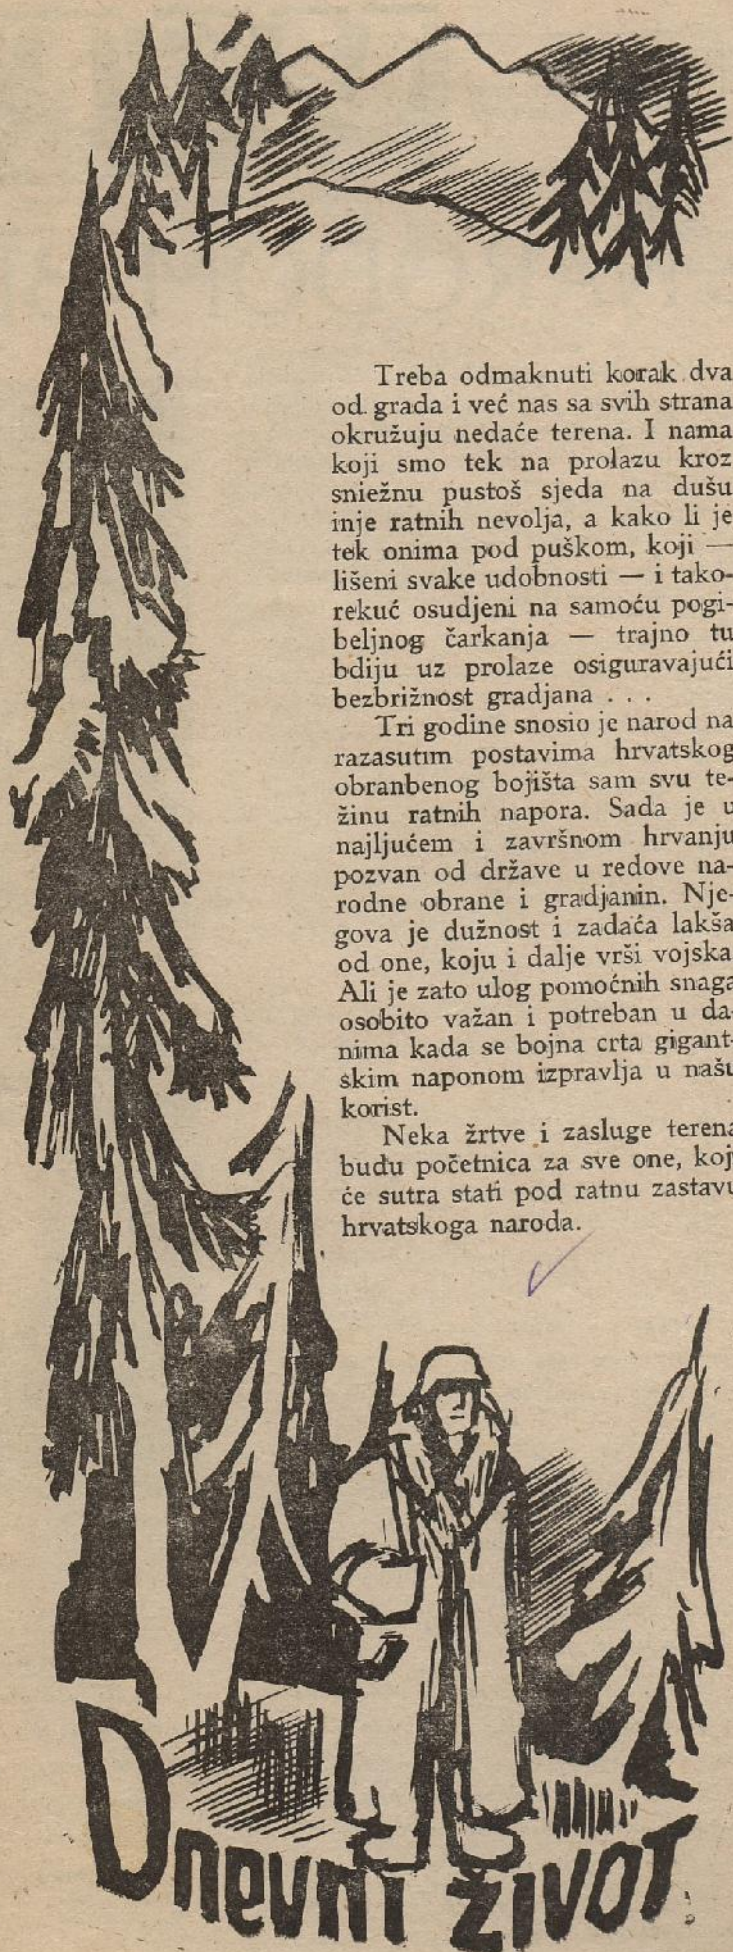 Treba odmaknuti korak dva
od grada i već nas sa svih strana
okružuju nedaće terena. I nama
koji smo tek na prolazu kroz
sniežnu pustoš sjeda na dušu
inje ratnih nevolja, a kako li je
tek onima pod puškom, koji —
lišeni svake udobnosti — i tako-
rekuć osudjeni na samoću pogi-
beljnog čarkanja — trajno tu
bdiju uz prolaze osiguravajući
bezbrižnost gradjana . . .
Tri godine snosio je narod na
razasutim postavima hrvatskog
obranbenog bojišta sam svu te-
žinu ratnih napora. Sada je u
najljućem i završnom hrvanju
pozvan od države u redove na-
rodne obrane i gradjanin. Nje-
gova je dužnost i zadaća lakša
od one, koju i dalje vrši vojska
Ali je zato ulog pomoćnih snaga
osobito važan i potreban u da-
nima kada se bojna crta gigant-
skim naponom izpravlja u našu
korist.
Neka žrtve i zasluge terena
budu početnica za sve one, koj
će sutra stati pod ratnu zastavu
hrvatskoga naroda.
Dnevni život